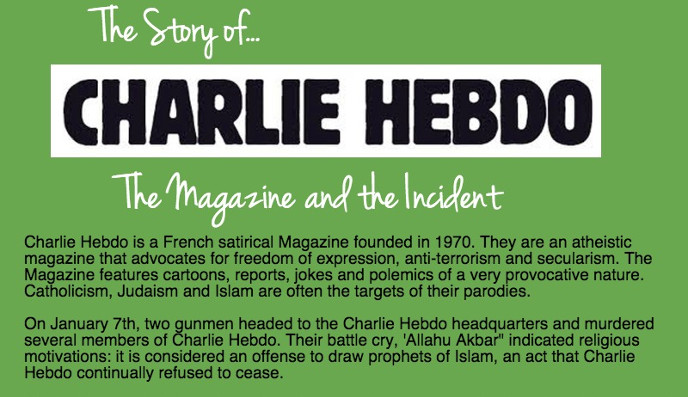 The Story of...
CHARLIE HEBDO
The Magazine and the Incident
Charlie Hebdo is a French satirical Magazine founded in 1970. They are an atheistic
magazine that advocates for freedom of expression, anti-terrorism and secularism. The
Magazine features cartoons, reports, jokes and polemics of a very provocative nature.
Catholicism, Judaism and Islam are often the targets of their parodies.
On January 7th, two gunmen headed to the Charlie Hebdo headquarters and murdered
several members of Charlie Hebdo. Their battle cry, 'Allahu Akbar" indicated religious
motivations: it is considered an offense to draw prophets of Islam, an act that Charlie
Hebdo continually refused to cease.